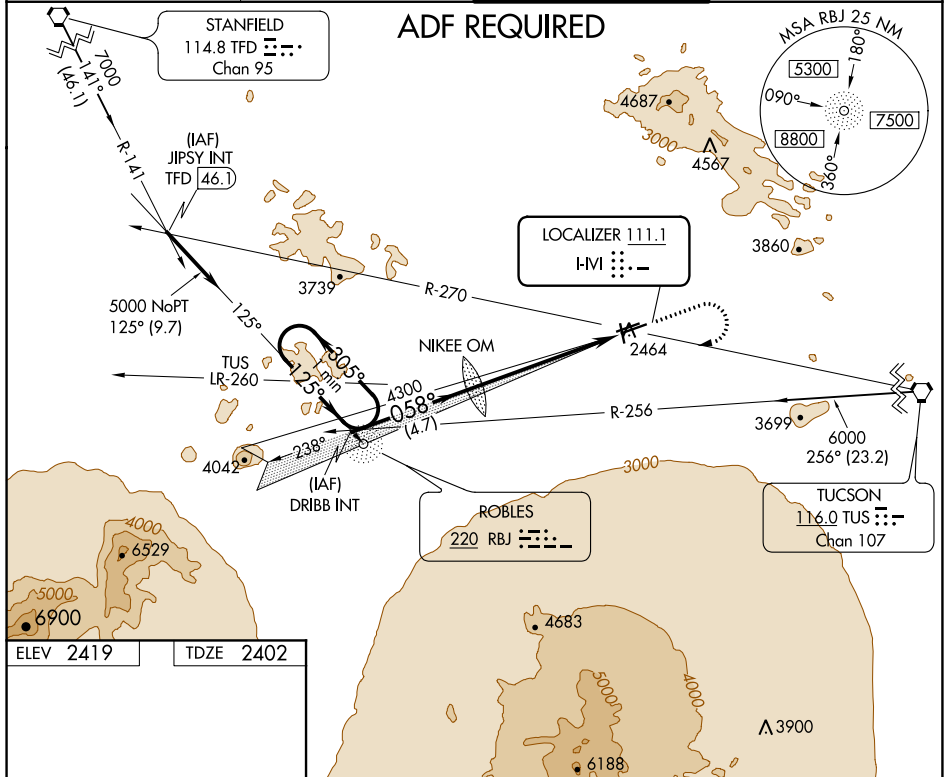 STANFIELD
114.8 TFD
Chan 95
ADF REQUIRED
MSA RBJ 25 NM
180°
5300
090°
7500
8800
360°
7000
141°
(46.1)
R-141
4687
3000
4567
(IAF)
JIPSY INT
TFD 46.1
3860
LOCALIZER 111.1
I-IVI
3739
R-270
5000 NoPT
125° (9.7)
125°
2464
NIKEE OM
305°
1 min
125°
TUS
LR-260
4300
058°
(4.7)
R-256
3699
6000
256° (23.2)
238°
4042
(IAF)
DRIBB INT
3000
ROBLES
220 RBJ
TUCSON
116.0 TUS
Chan 107
4000
6529
5000
6900
4683
ELEV 2419
TDZE 2402
5000
4000
3900
6188